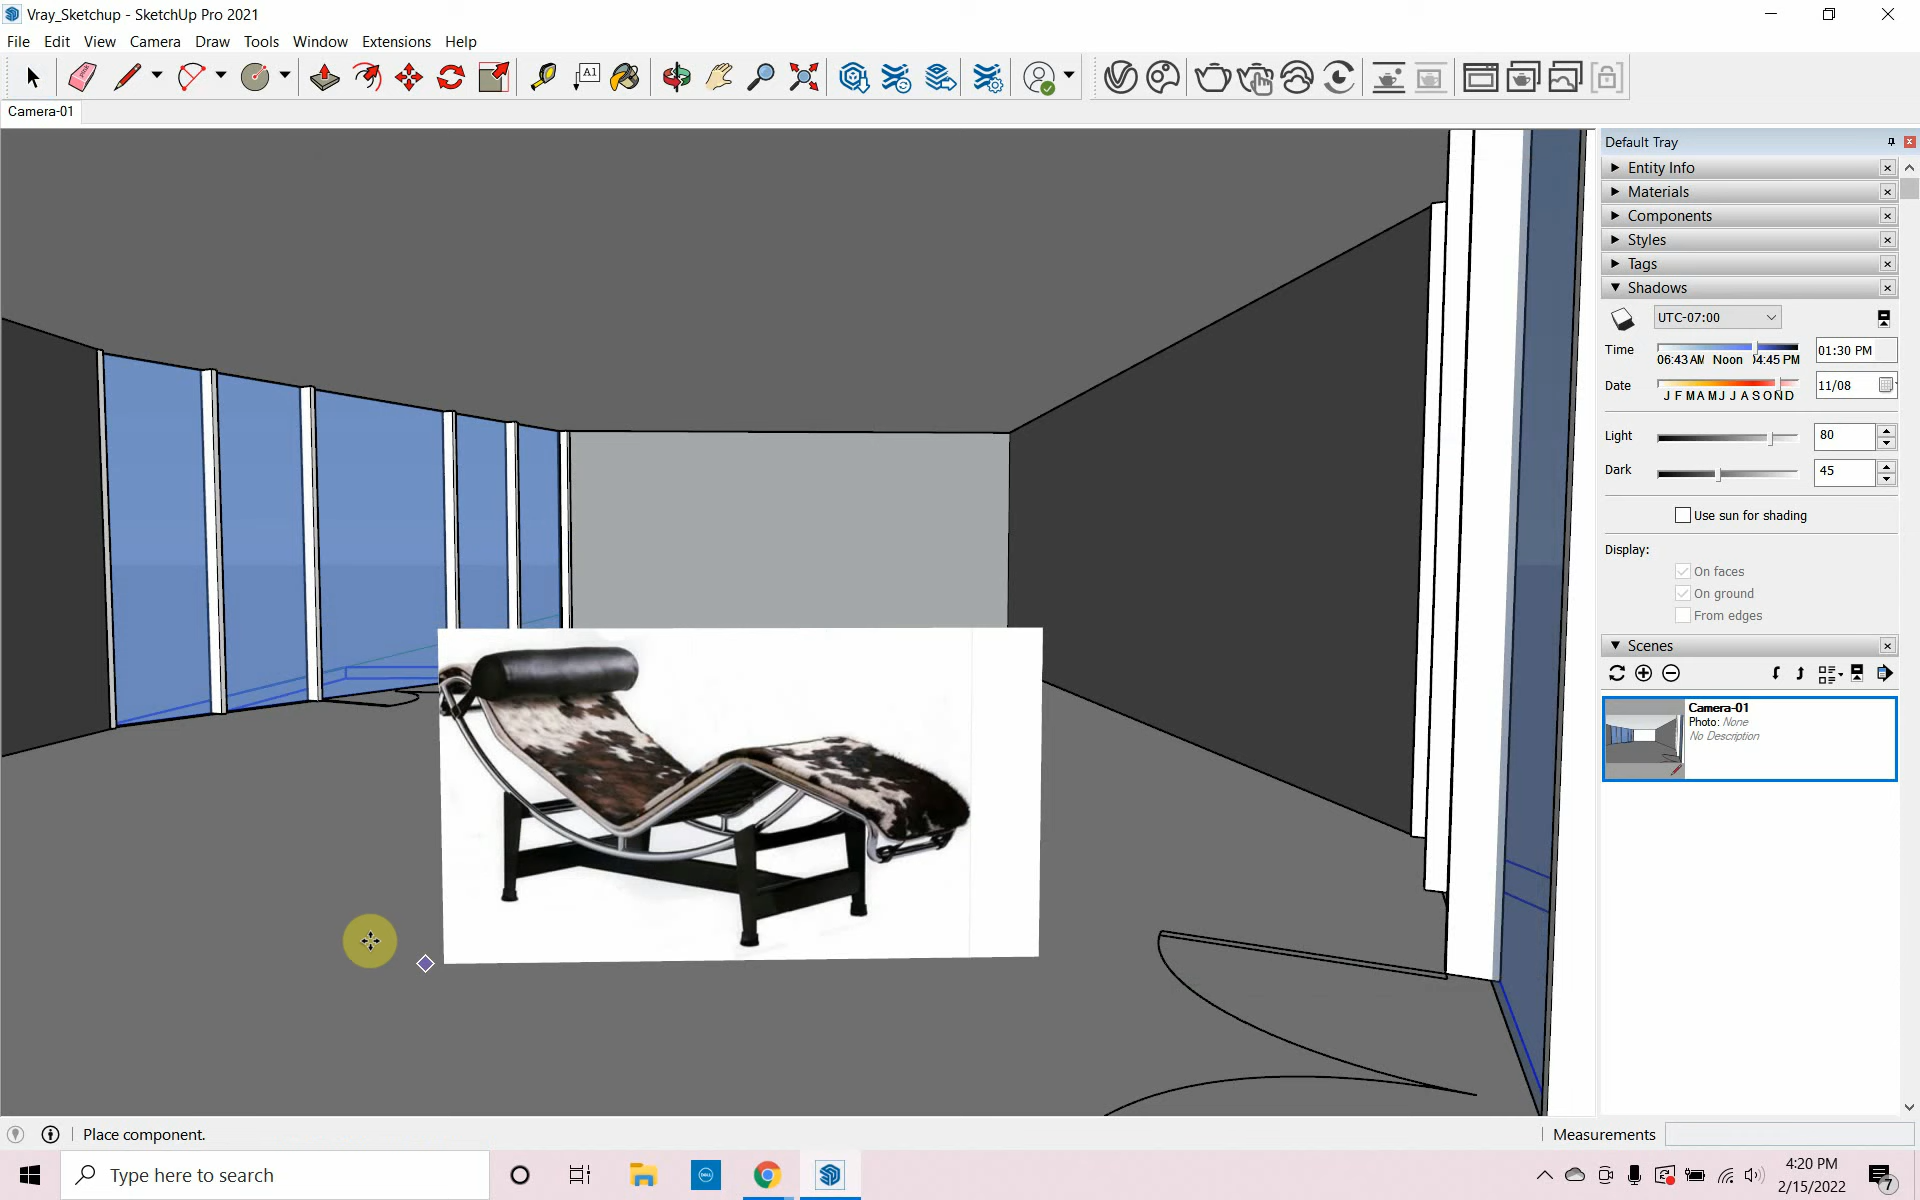 Vray_Sketchup - SketchUp Pro 2021
File Edit View Camera Draw Tools Window Extensions Help
A1
Camera-01
Default Tray
Entity Info
Materials
Components
Styles
Tags
Shadows
UTC-07:00
Time 06:43 AM Noon 04:45 PM 01:30 PM
Date J F M A M J J A S O N D 11/08
Light 80
Dark 45
Use sun for shading
Display:
On faces
On ground
From edges
Scenes
Camera-01
Photo: None
No Description
Place component.
Measurements
Type here to search
DELL
4:20 PM
2/15/2022
7